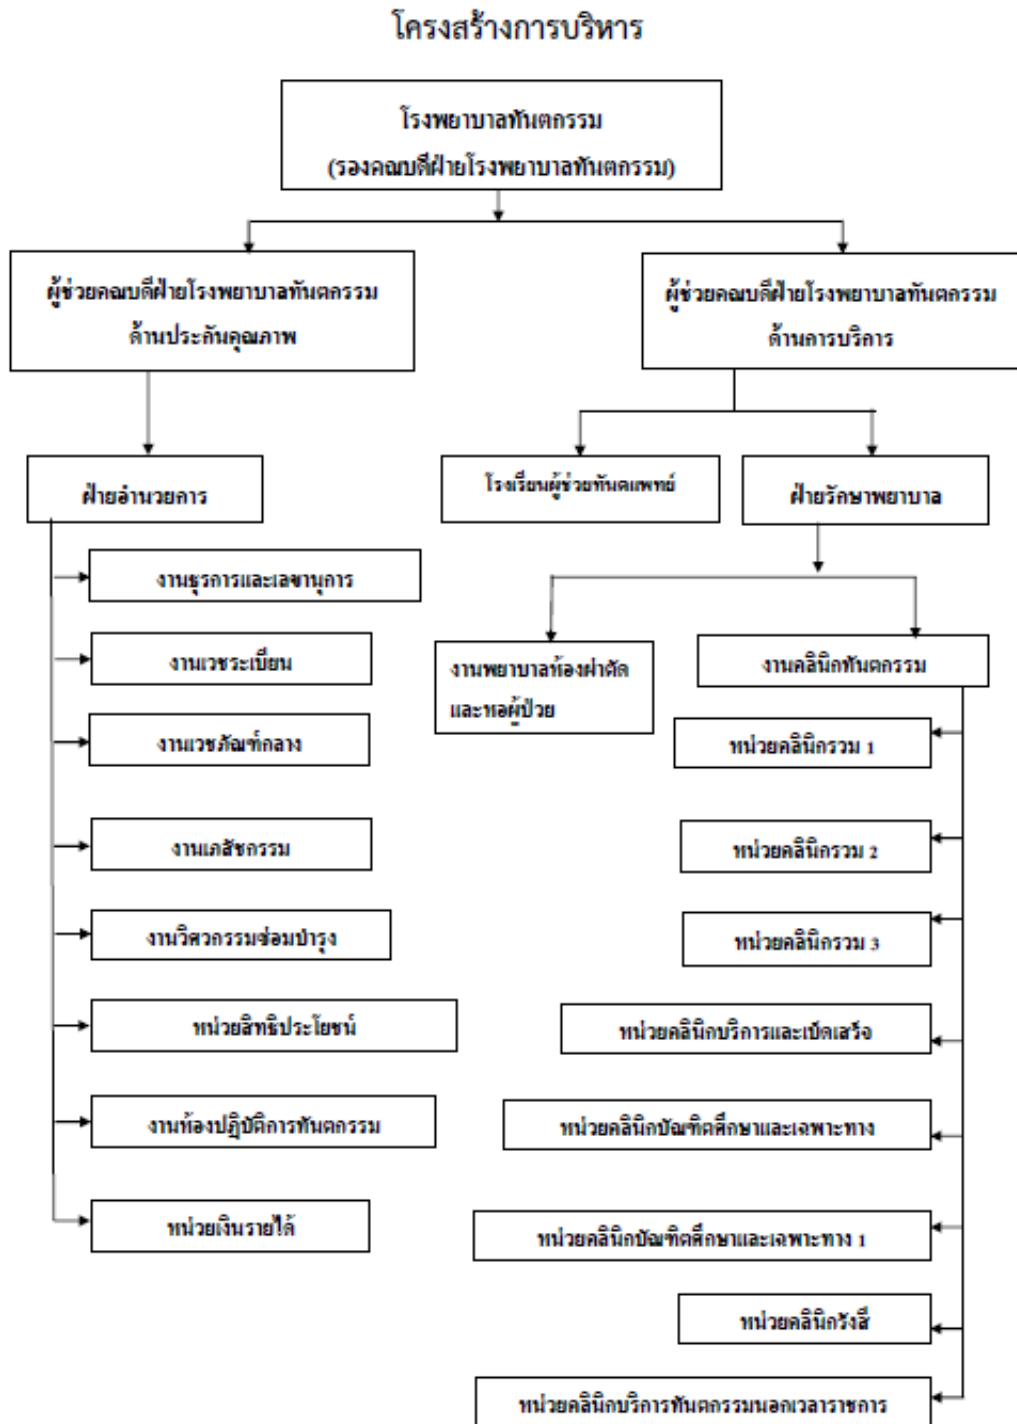 โครงสร้างการบริหาร
โรงพยาบาลทันตกรรม
(รองคณบดีฝ่ายโรงพยาบาลทันตกรรม)
ผู้ช่วยคณบดีฝ่ายโรงพยาบาลทันตกรรม
ด้านประกันคุณภาพ
ผู้ช่วยคณบดีฝ่ายโรงพยาบาลทันตกรรม
ด้านการบริการ
ฝ่ายอำนวยการ
โรงเรียนผู้ช่วยทันตแพทย์
ฝ่ายรักษาพยาบาล
งานธุรการและเลขานุการ
งานเวชระเบียน
งานเวชภัณฑ์กลาง
งานเภสัชกรรม
งานวิศวกรรมซ่อมบำรุง
หน่วยสิทธิประโยชน์
งานห้องปฏิบัติการทันตกรรม
หน่วยเงินรายได้
งานพยาบาลห้องผ่าตัด
และหอผู้ป่วย
งานคลินิกทันตกรรม
หน่วยคลินิกรวม 1
หน่วยคลินิกรวม 2
หน่วยคลินิกรวม 3
หน่วยคลินิกบริการและเบ็ดเสร็จ
หน่วยคลินิกบัณฑิตศึกษาและเฉพาะทาง
หน่วยคลินิกบัณฑิตศึกษาและเฉพาะทาง 1
หน่วยคลินิกรังสี
หน่วยคลินิกบริการทันตกรรมนอกเวลาราชการ